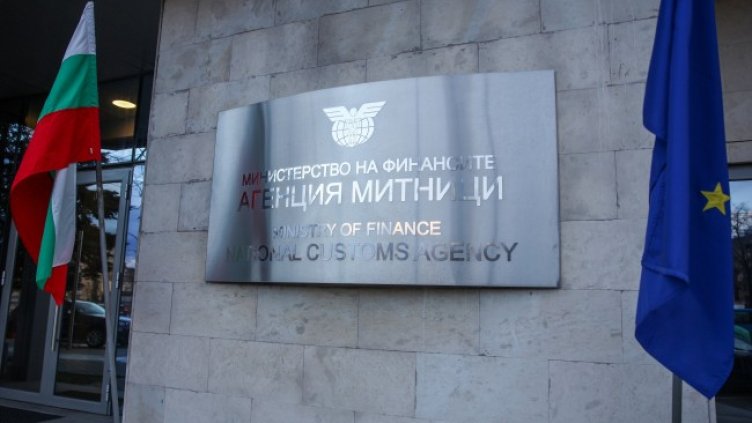 МИНИСТЕРСТВО НА ФИНАНСИТЕ
АГЕНЦИЯ МИТНИЦИ
MINISTRY OF FINANCE
NATIONAL CUSTOMS AGENCY